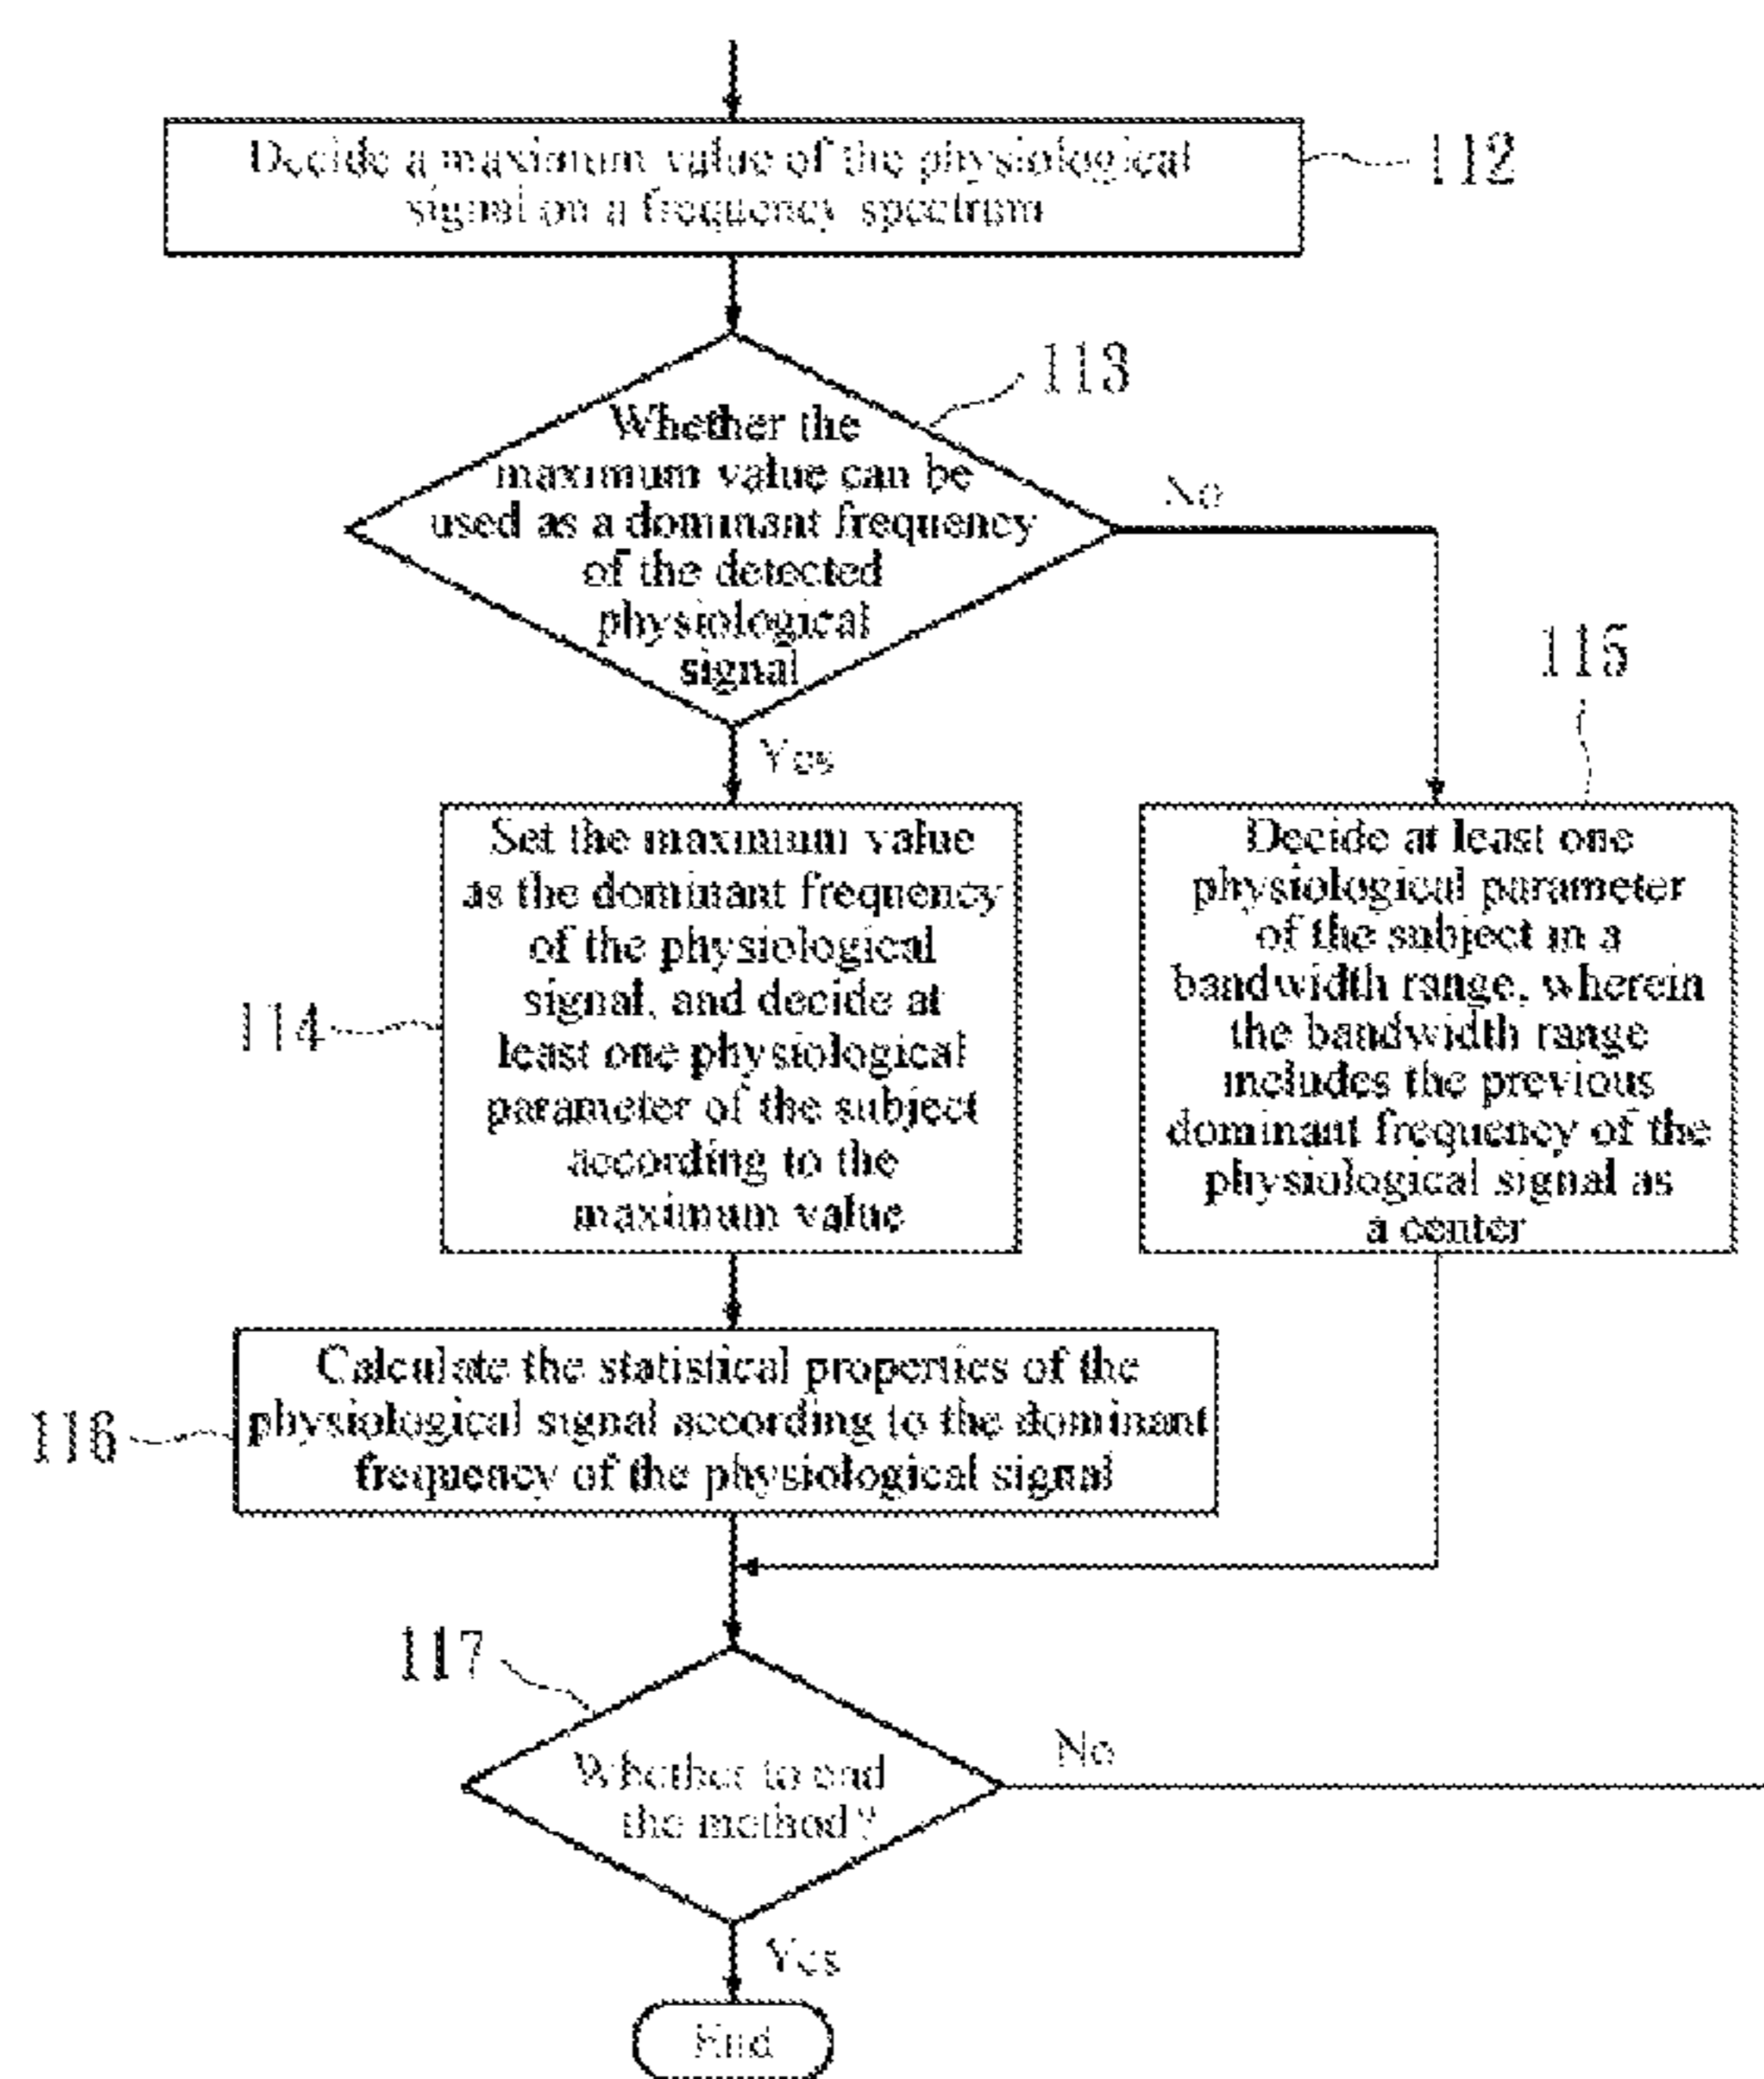 Decide a maximum value of the physiological
signal on a frequency spectrum
112
113
Whether the
maximum value can be
used as a dominant frequency
of the detected
physiological
signal
No
115
Yes
Set the maximum value
as the dominant frequency
of the physiological
signal, and decide at
least one physiological
parameter of the subject
according to the
maximum value
114
Decide at least one
physiological parameter
of the subject in a
bandwidth range, wherein
the bandwidth range
includes the previous
dominant frequency of the
physiological signal as
a center
Calculate the statistical properties of the
physiological signal according to the dominant
frequency of the physiological signal
116
117
Whether to end
the method?
No
Yes
End